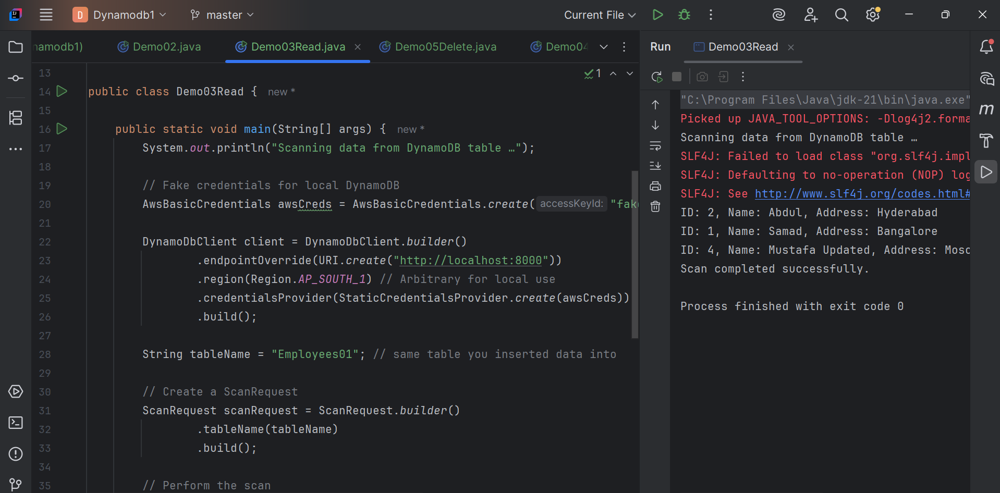 D Dynamodb1 master Current File
namodb1) Demo02.java Demo03Read.java Demo05Delete.java Demo04
1
13
14 public class Demo03Read { new *
15
16 public static void main(String[] args) { new *
17 System.out.println("Scanning data from DynamoDB table …");
18
19 // Fake credentials for local DynamoDB
20 AwsBasicCredentials awsCreds = AwsBasicCredentials.create( accessKeyId: "fake
21
22 DynamoDbClient client = DynamoDbClient.builder()
23 .endpointOverride(URI.create("http://localhost:8000"))
24 .region(Region.AP_SOUTH_1) // Arbitrary for local use
25 .credentialsProvider(StaticCredentialsProvider.create(awsCreds))
26 .build();
27
28 String tableName = "Employees01"; // same table you inserted data into
29
30 // Create a ScanRequest
31 ScanRequest scanRequest = ScanRequest.builder()
32 .tableName(tableName)
33 .build();
34
35 // Perform the scan
Run Demo03Read
"C:\Program Files\Java\jdk-21\bin\java.exe"
Picked up JAVA_TOOL_OPTIONS: -Dlog4j2.forma
Scanning data from DynamoDB table …
SLF4J: Failed to load class "org.slf4j.impl
SLF4J: Defaulting to no-operation (NOP) log
SLF4J: See http://www.slf4j.org/codes.html#
ID: 2, Name: Abdul, Address: Hyderabad
ID: 1, Name: Samad, Address: Bangalore
ID: 4, Name: Mustafa Updated, Address: Mosc
Scan completed successfully.
Process finished with exit code 0
m